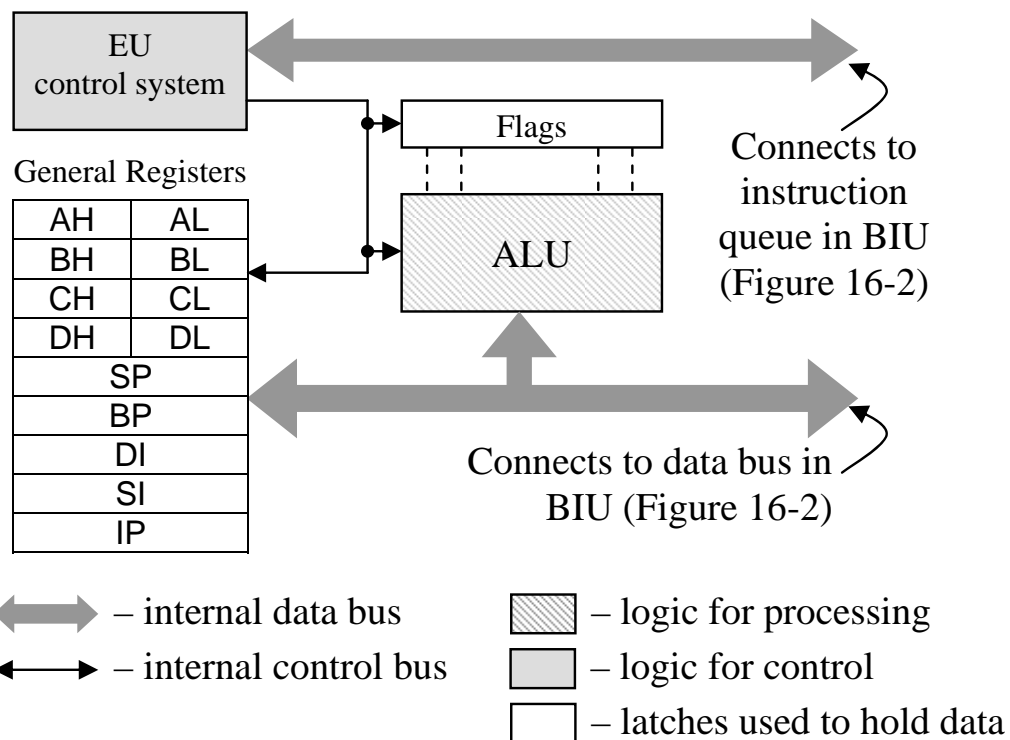 EU
control system
Flags
General Registers
AH AL
BH BL
CH CL
DH DL
SP
BP
DI
SI
IP
ALU
Connects to
instruction
queue in BIU
(Figure 16-2)
Connects to data bus in
BIU (Figure 16-2)
– internal data bus
– internal control bus
– logic for processing
– logic for control
– latches used to hold data